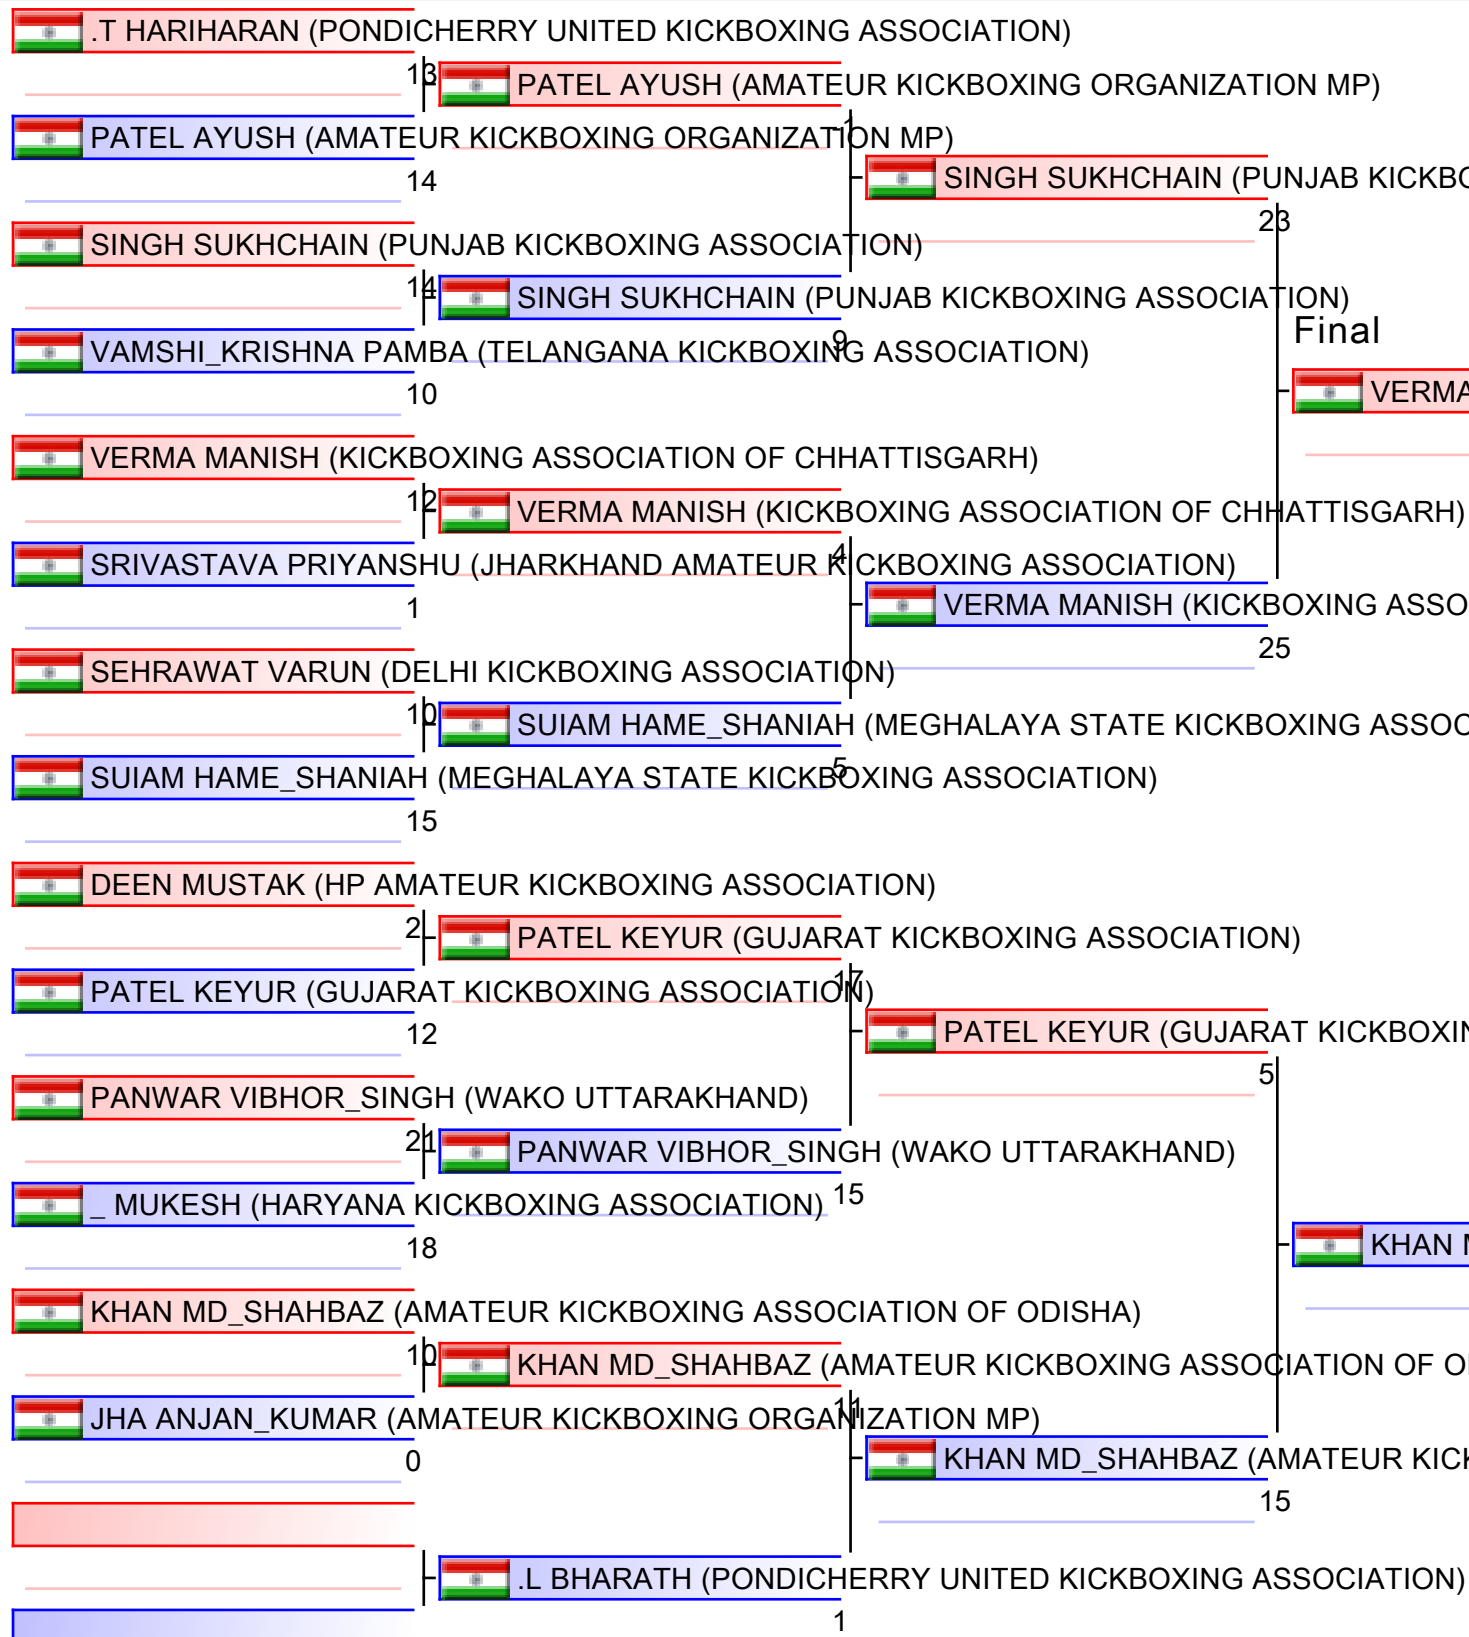 .T HARIHARAN (PONDICHERRY UNITED KICKBOXING ASSOCIATION)
13
PATEL AYUSH (AMATEUR KICKBOXING ORGANIZATION MP)
PATEL AYUSH (AMATEUR KICKBOXING ORGANIZATION MP)
-1
14
SINGH SUKHCHAIN (PUNJAB KICKBO
23
SINGH SUKHCHAIN (PUNJAB KICKBOXING ASSOCIATION)
14
SINGH SUKHCHAIN (PUNJAB KICKBOXING ASSOCIATION)
9
Final
VAMSHI_KRISHNA PAMBA (TELANGANA KICKBOXING ASSOCIATION)
10
VERMA
VERMA MANISH (KICKBOXING ASSOCIATION OF CHHATTISGARH)
12
VERMA MANISH (KICKBOXING ASSOCIATION OF CHHATTISGARH)
4
SRIVASTAVA PRIYANSHU (JHARKHAND AMATEUR KICKBOXING ASSOCIATION)
1
VERMA MANISH (KICKBOXING ASSO
25
SEHRAWAT VARUN (DELHI KICKBOXING ASSOCIATION)
10
SUIAM HAME_SHANIAH (MEGHALAYA STATE KICKBOXING ASSOC
5
SUIAM HAME_SHANIAH (MEGHALAYA STATE KICKBOXING ASSOCIATION)
15
DEEN MUSTAK (HP AMATEUR KICKBOXING ASSOCIATION)
2
PATEL KEYUR (GUJARAT KICKBOXING ASSOCIATION)
17
PATEL KEYUR (GUJARAT KICKBOXING ASSOCIATION)
12
PATEL KEYUR (GUJARAT KICKBOXIN
5
PANWAR VIBHOR_SINGH (WAKO UTTARAKHAND)
21
PANWAR VIBHOR_SINGH (WAKO UTTARAKHAND)
15
_ MUKESH (HARYANA KICKBOXING ASSOCIATION)
18
KHAN M
KHAN MD_SHAHBAZ (AMATEUR KICKBOXING ASSOCIATION OF ODISHA)
10
KHAN MD_SHAHBAZ (AMATEUR KICKBOXING ASSOCIATION OF O
11
JHA ANJAN_KUMAR (AMATEUR KICKBOXING ORGANIZATION MP)
0
KHAN MD_SHAHBAZ (AMATEUR KICK
15
.L BHARATH (PONDICHERRY UNITED KICKBOXING ASSOCIATION)
1